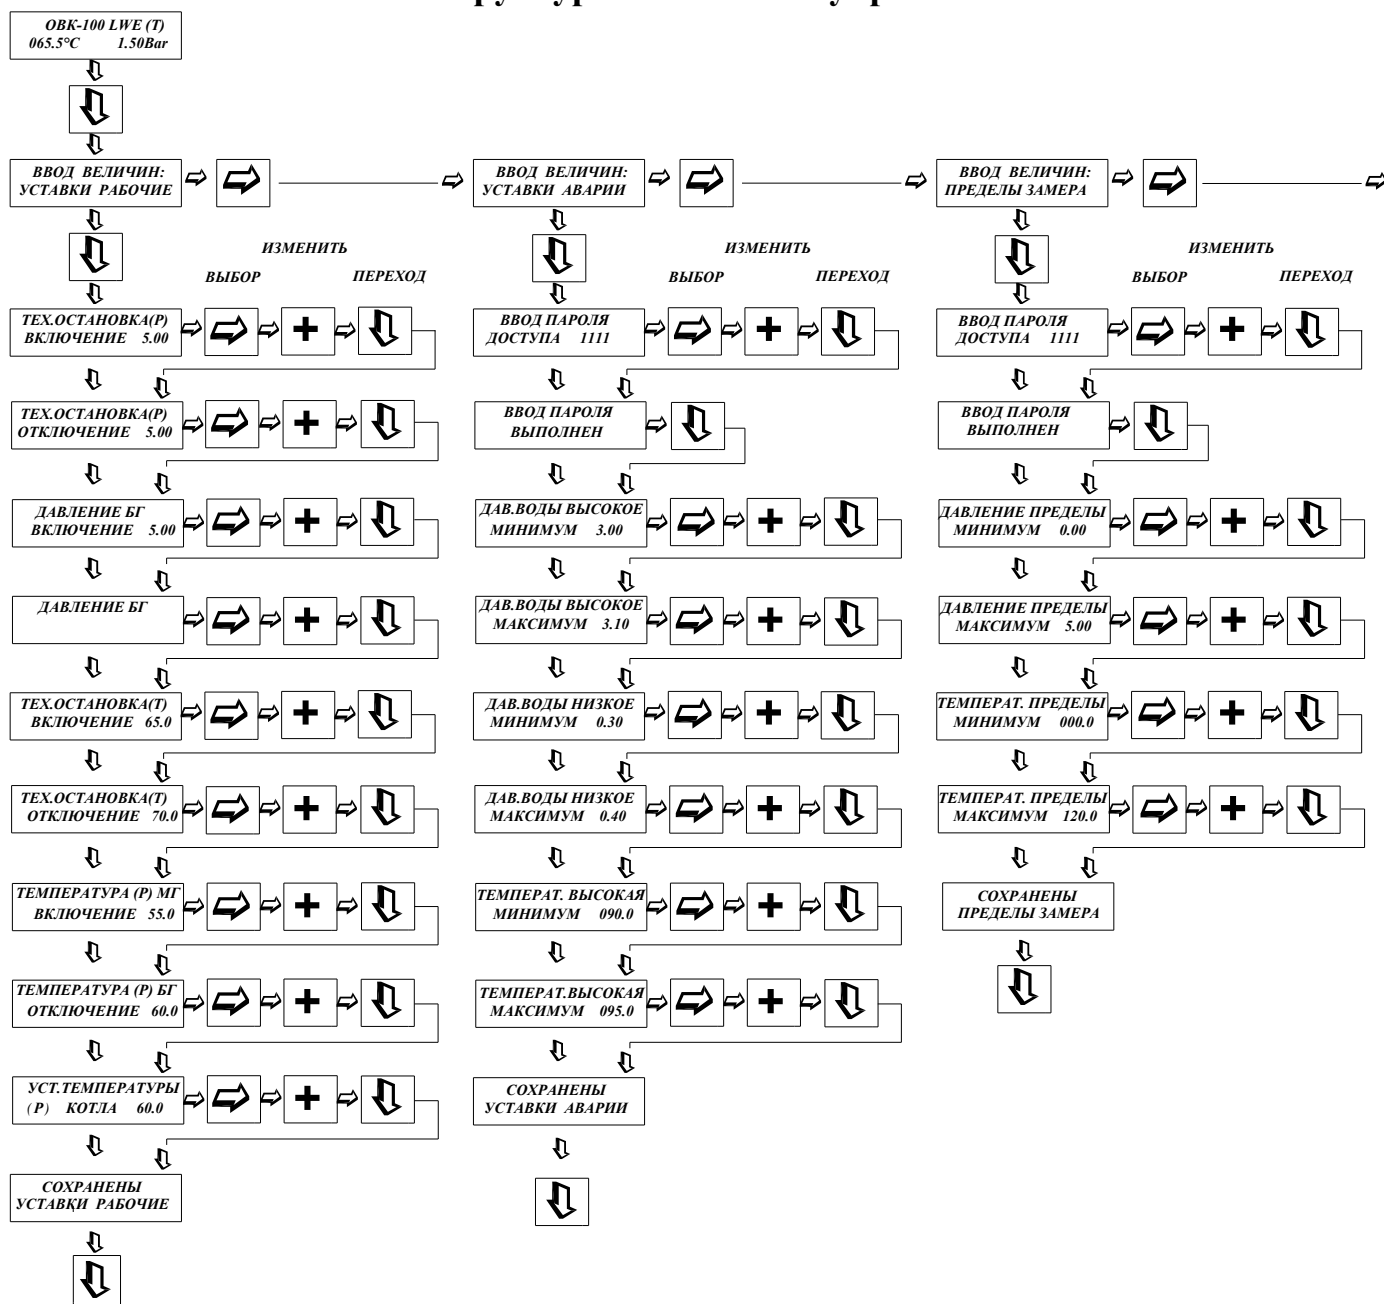 ОВК-100 LWE (Т)
065.5°С 1.50Bar
ВВОД ВЕЛИЧИН:
УСТАВКИ РАБОЧИЕ
ИЗМЕНИТЬ
ВЫБОР ПЕРЕХОД
ТЕХ.ОСТАНОВКА(Р)
ВКЛЮЧЕНИЕ 5.00
ТЕХ.ОСТАНОВКА(Р)
ОТКЛЮЧЕНИЕ 5.00
ДАВЛЕНИЕ БГ
ВКЛЮЧЕНИЕ 5.00
ДАВЛЕНИЕ БГ
ТЕХ.ОСТАНОВКА(Т)
ВКЛЮЧЕНИЕ 65.0
ТЕХ.ОСТАНОВКА(Т)
ОТКЛЮЧЕНИЕ 70.0
ТЕМПЕРАТУРА (Р) МГ
ВКЛЮЧЕНИЕ 55.0
ТЕМПЕРАТУРА (Р) БГ
ОТКЛЮЧЕНИЕ 60.0
УСТ.ТЕМПЕРАТУРЫ
(Р) КОТЛА 60.0
СОХРАНЕНЫ
УСТАВКИ РАБОЧИЕ
ВВОД ВЕЛИЧИН:
УСТАВКИ АВАРИИ
ИЗМЕНИТЬ
ВЫБОР ПЕРЕХОД
ВВОД ПАРОЛЯ
ДОСТУПА 1111
ВВОД ПАРОЛЯ
ВЫПОЛНЕН
ДАВ.ВОДЫ ВЫСОКОЕ
МИНИМУМ 3.00
ДАВ.ВОДЫ ВЫСОКОЕ
МАКСИМУМ 3.10
ДАВ.ВОДЫ НИЗКОЕ
МИНИМУМ 0.30
ДАВ.ВОДЫ НИЗКОЕ
МАКСИМУМ 0.40
ТЕМПЕРАТ. ВЫСОКАЯ
МИНИМУМ 090.0
ТЕМПЕРАТ.ВЫСОКАЯ
МАКСИМУМ 095.0
СОХРАНЕНЫ
УСТАВКИ АВАРИИ
ВВОД ВЕЛИЧИН:
ПРЕДЕЛЫ ЗАМЕРА
ИЗМЕНИТЬ
ВЫБОР ПЕРЕХОД
ВВОД ПАРОЛЯ
ДОСТУПА 1111
ВВОД ПАРОЛЯ
ВЫПОЛНЕН
ДАВЛЕНИЕ ПРЕДЕЛЫ
МИНИМУМ 0.00
ДАВЛЕНИЕ ПРЕДЕЛЫ
МАКСИМУМ 5.00
ТЕМПЕРАТ. ПРЕДЕЛЫ
МИНИМУМ 000.0
ТЕМПЕРАТ. ПРЕДЕЛЫ
МАКСИМУМ 120.0
СОХРАНЕНЫ
ПРЕДЕЛЫ ЗАМЕРА